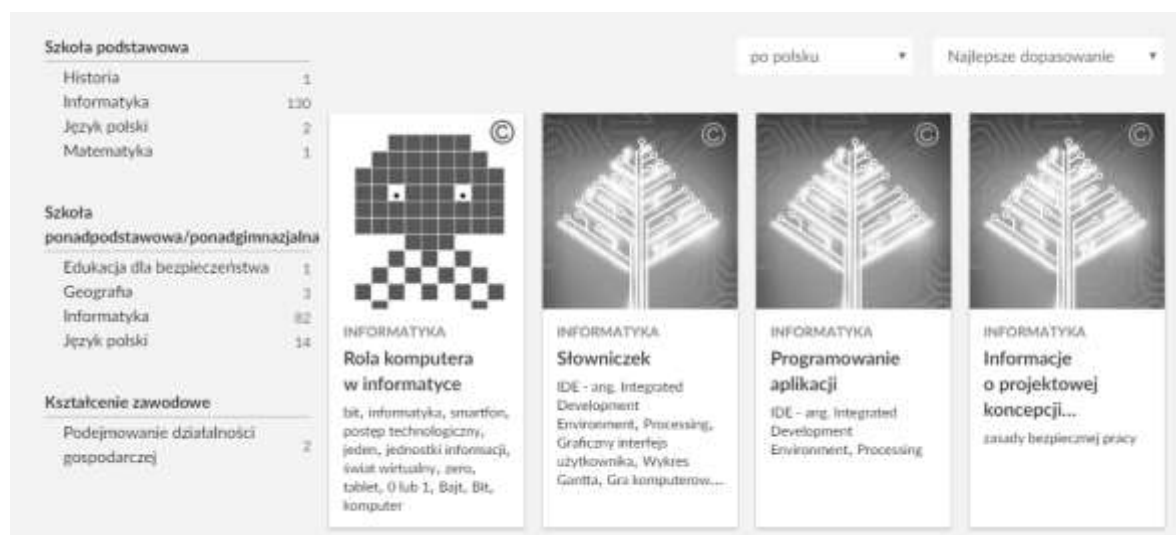 Szkoła podstawowa
Historia 1
Informatyka 130
Język polski 2
Matematyka 1
Szkoła
ponadpodstawowa/ponadgimnazjalna
Edukacja dla bezpieczeństwa 1
Geografia 3
Informatyka 82
Język polski 14
Kształcenie zawodowe
Podejmowanie działalności
gospodarczej 2
po polsku
Najlepsze dopasowanie
©
INFORMATYKA
Rola komputera
w informatyce
bit, informatyka, smartfon,
postęp technologiczny,
jeden, jednostki informacji,
świat wirtualny, zero,
tablet, 0 lub 1, Bajt, Bit,
komputer
©
INFORMATYKA
Słowniczek
IDE - ang. Integrated
Development
Environment, Processing,
Graficzny interfejs
użytkownika, Wykres
Gantta, Gra komputerow...
©
INFORMATYKA
Programowanie
aplikacji
IDE - ang. Integrated
Development
Environment, Processing
©
INFORMATYKA
Informacje
o projektowej
koncepcji...
zasady bezpiecznej pracy